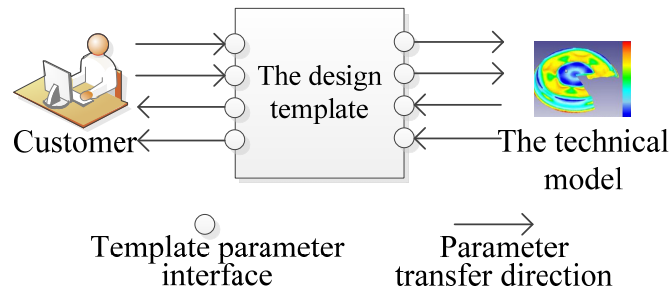 The design
template
Customer
The technical
model
Template parameter
interface
Parameter
transfer direction